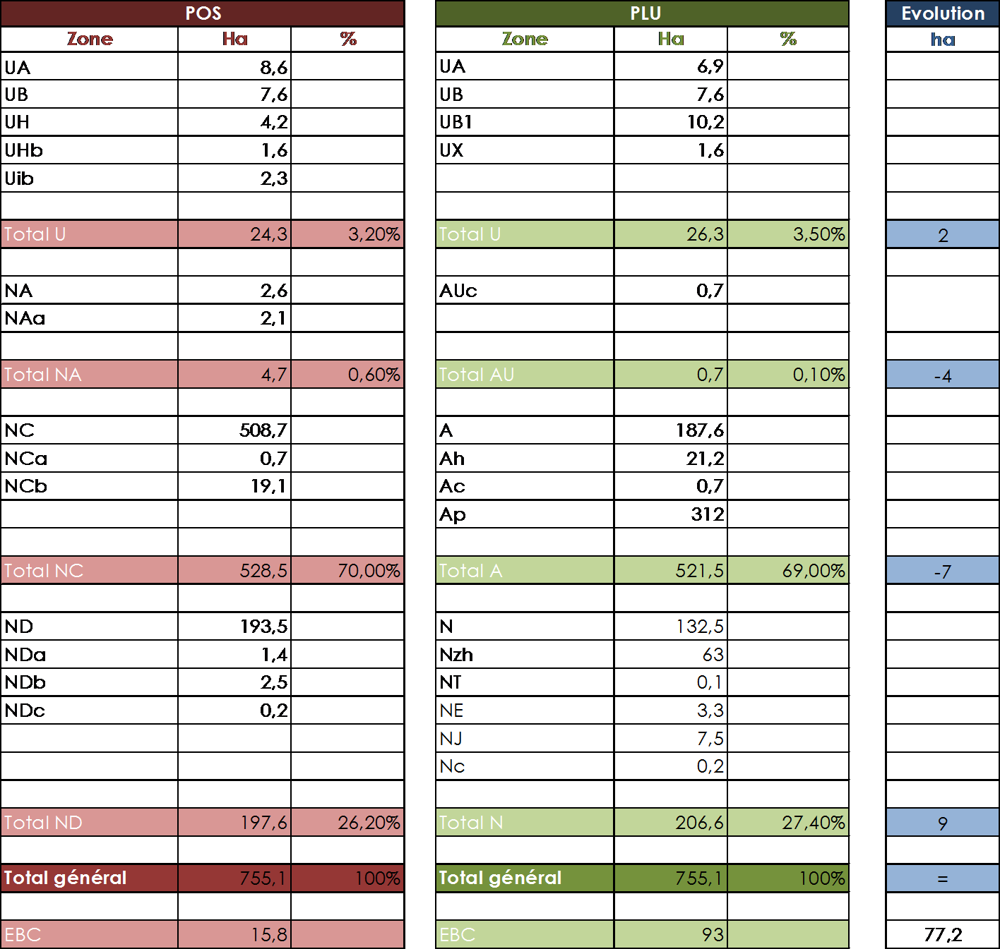 POS PLU Evolution
Zone Ha % Zone Ha % ha
UA 8,6 UA 6,9
UB 7,6 UB 7,6
UH 4,2 UB1 10,2
UHb 1,6 UX 1,6
Uib 2,3
Total U 24,3 3,20% Total U 26,3 3,50% 2
NA 2,6 AUc 0,7
NAa 2,1
Total NA 4,7 0,60% Total AU 0,7 0,10% -4
NC 508,7 A 187,6
NCa 0,7 Ah 21,2
NCb 19,1 Ac 0,7
Ap 312
Total NC 528,5 70,00% Total A 521,5 69,00% -7
ND 193,5 N 132,5
NDa 1,4 Nzh 63
NDb 2,5 NT 0,1
NDc 0,2 NE 3,3
NJ 7,5
Nc 0,2
Total ND 197,6 26,20% Total N 206,6 27,40% 9
Total général 755,1 100% Total général 755,1 100% =
EBC 15,8 EBC 93 77,2